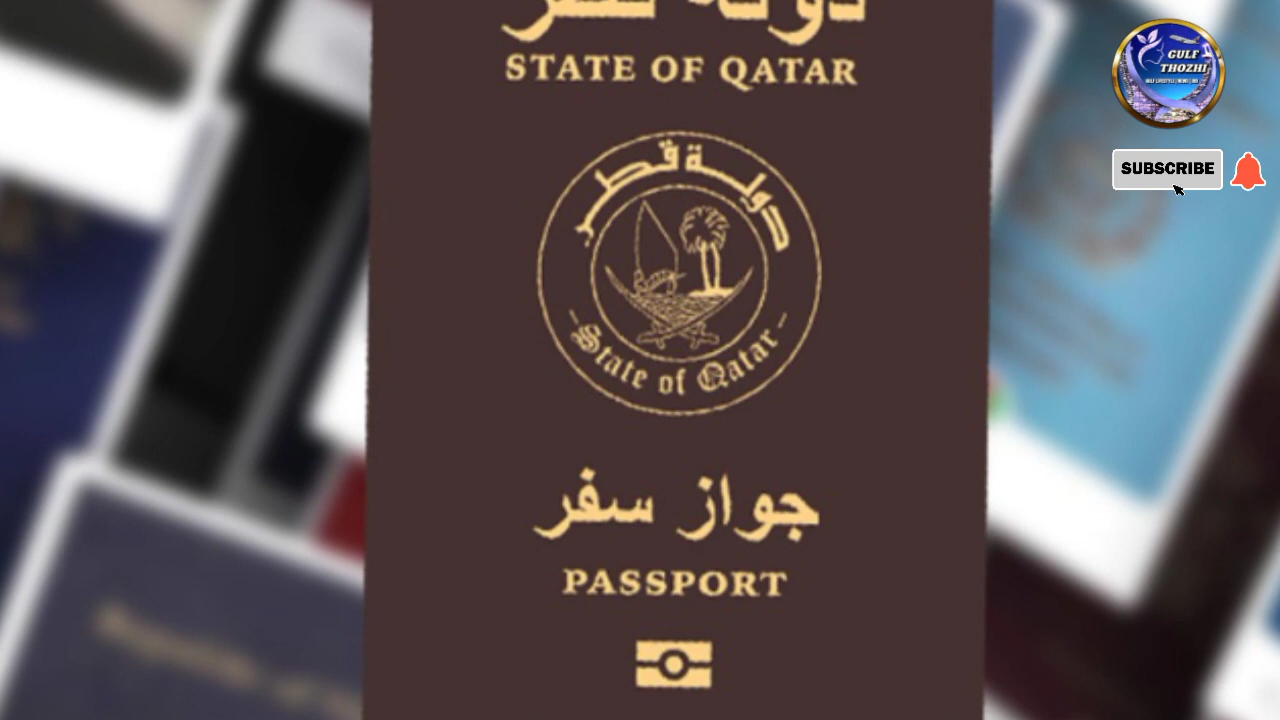 دولة قطر
STATE OF QATAR
دولة قطر
State of Qatar
جواز سفر
PASSPORT
GULF
THOZHI
SUBSCRIBE